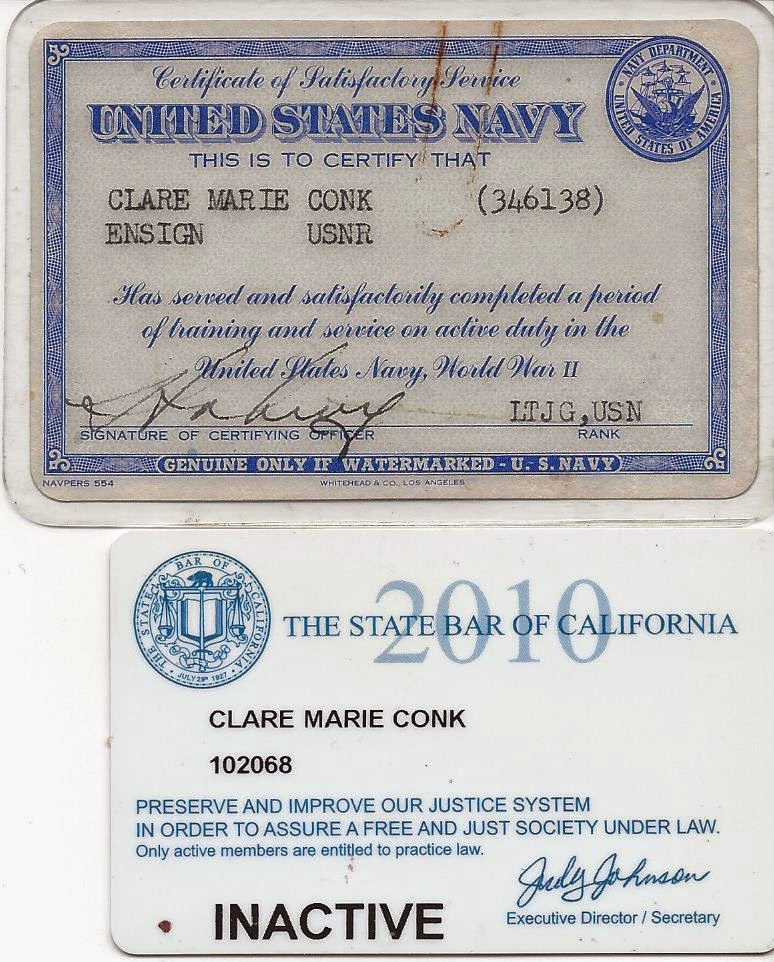 Certificate of Satisfactory Service
UNITED STATES NAVY
NAVY DEPARTMENT
UNITED STATES OF AMERICA
THIS IS TO CERTIFY THAT
CLARE MARIE CONK (346138)
ENSIGN USNR
Has served and satisfactorily completed a period
of training and service on active duty in the
United States Navy, World War II
LTJG,USN
SIGNATURE OF CERTIFYING OFFICER RANK
GENUINE ONLY IF WATERMARKED - U. S. NAVY
NAVPERS 554 WHITEHEAD & CO., LOS ANGELES
THE STATE BAR OF CALIFORNIA
JULY 29th 1927
2010
THE STATE BAR OF CALIFORNIA
CLARE MARIE CONK
102068
PRESERVE AND IMPROVE OUR JUSTICE SYSTEM
IN ORDER TO ASSURE A FREE AND JUST SOCIETY UNDER LAW.
Only active members are entitled to practice law.
Judy Johnson
Executive Director / Secretary
INACTIVE